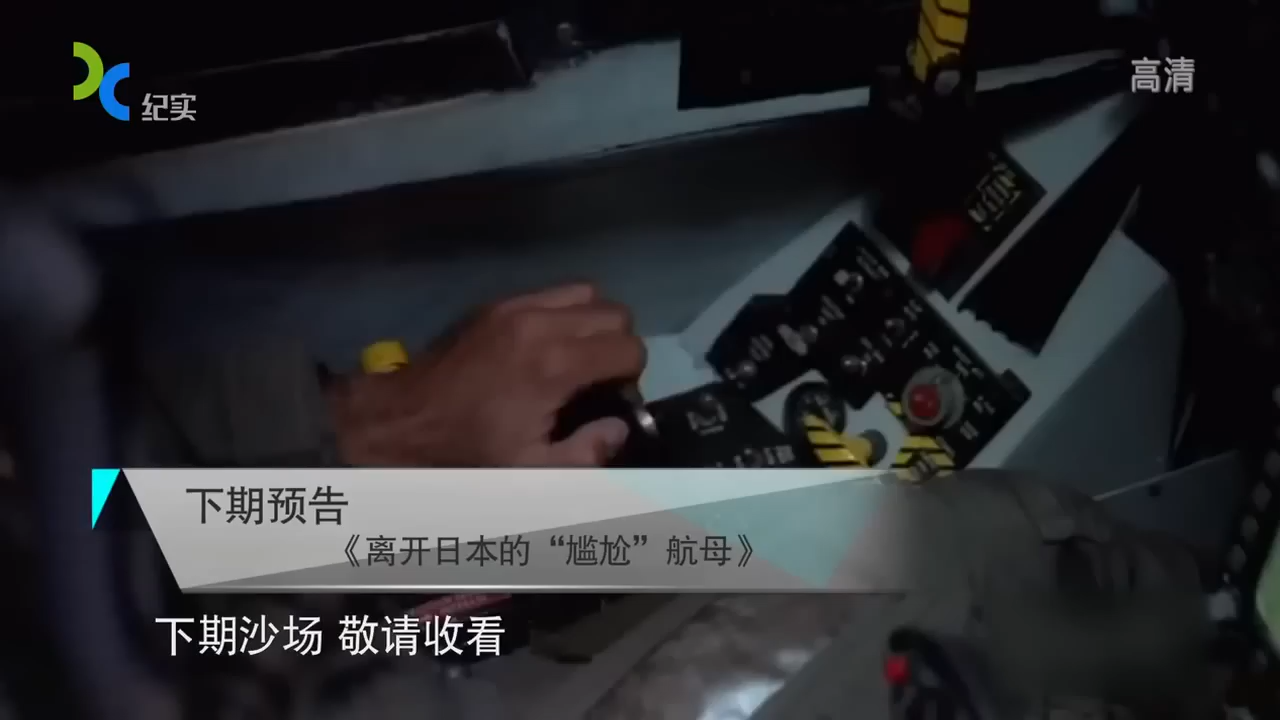 纪实
高清
下期预告
《离开日本的“尴尬”航母》
下期沙场 敬请收看